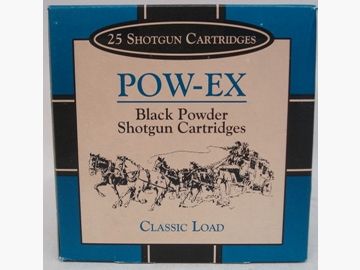 25 SHOTGUN CARTRIDGES
POW-EX
Black Powder
Shotgun Cartridges
CLASSIC LOAD